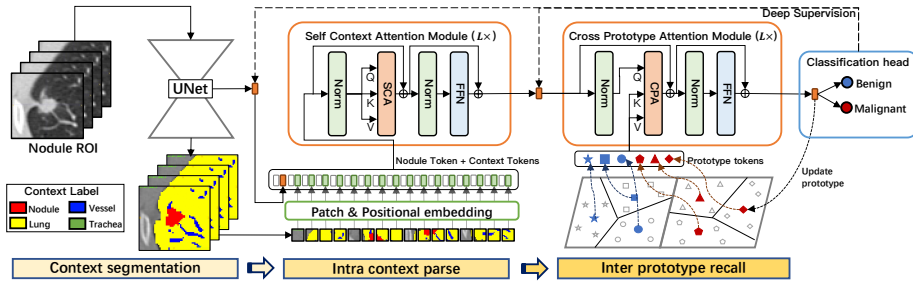 Deep Supervision
Self Context Attention Module (L×)
Cross Prototype Attention Module (L×)
Classification head
Norm
Q
K
V
SCA
Norm
FFN
Norm
Q
K
V
CPA
Norm
FFN
Benign
Malignant
UNet
Nodule ROI
Nodule Token + Context Tokens
Prototype tokens
Update
prototype
Context Label
Nodule
Vessel
Lung
Trachea
Patch & Positional embedding
Context segmentation
Intra context parse
Inter prototype recall